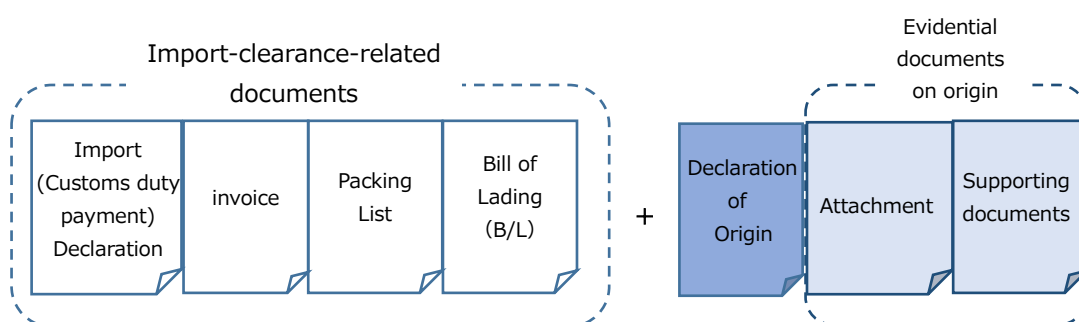 Import-clearance-related
documents
Evidential
documents
on origin
Import
(Customs duty
payment)
Declaration
invoice
Packing
List
Bill of
Lading
（B/L）
+
Declaration
of
Origin
Attachment
Supporting
documents